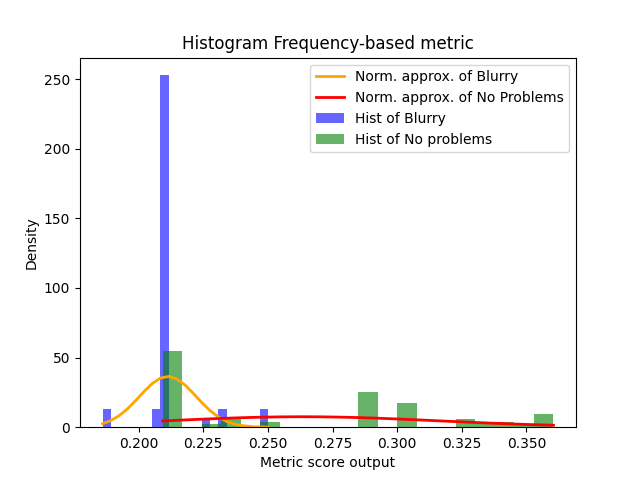 Histogram Frequency-based metric
Norm. approx. of Blurry
Norm. approx. of No Problems
Hist of Blurry
Hist of No problems
250
200
150
100
50
0
Density
0.200 0.225 0.250 0.275 0.300 0.325 0.350
Metric score output